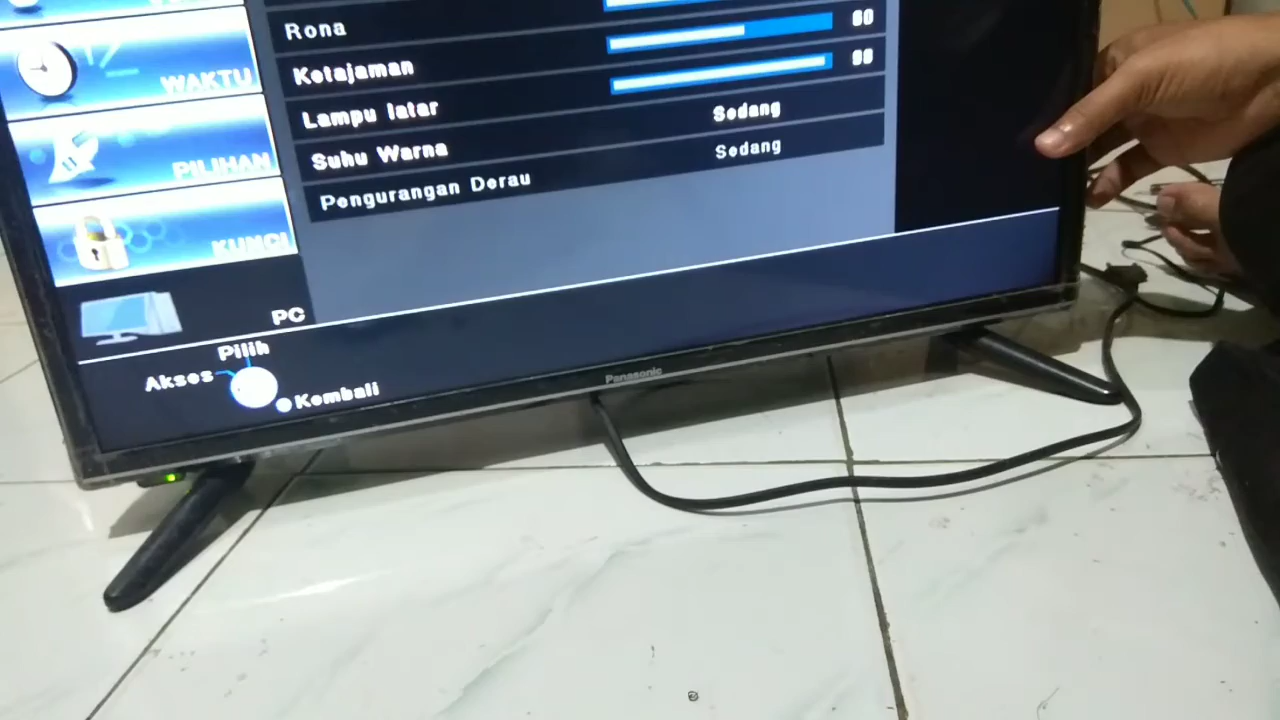 Rona
Ketajaman
Lampu latar
Suhu Warna Sedang
Pengurangan Derau Sedang
WAKTU
PILIHAN
KUNCI
PC
Pilih
Akses
Kembali
Panasonic